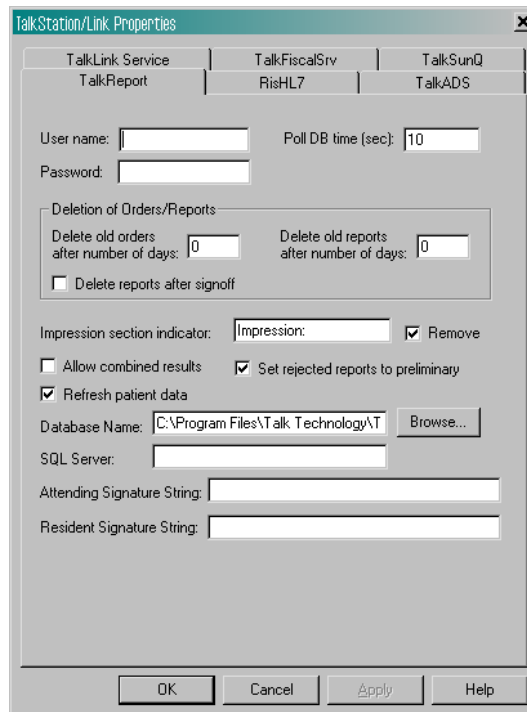 TalkStation/Link Properties
TalkLink Service TalkFiscalSrv TalkSunQ
TalkReport RisHL7 TalkADS
User name: Poll DB time (sec): 10
Password:
Deletion of Orders/Reports
Delete old orders
after number of days: 0
Delete old reports
after number of days: 0
Delete reports after signoff
Impression section indicator: Impression: Remove
Allow combined results Set rejected reports to preliminary
Refresh patient data
Database Name: C:\Program Files\Talk Technology\T Browse...
SQL Server:
Attending Signature String:
Resident Signature String:
OK Cancel Apply Help